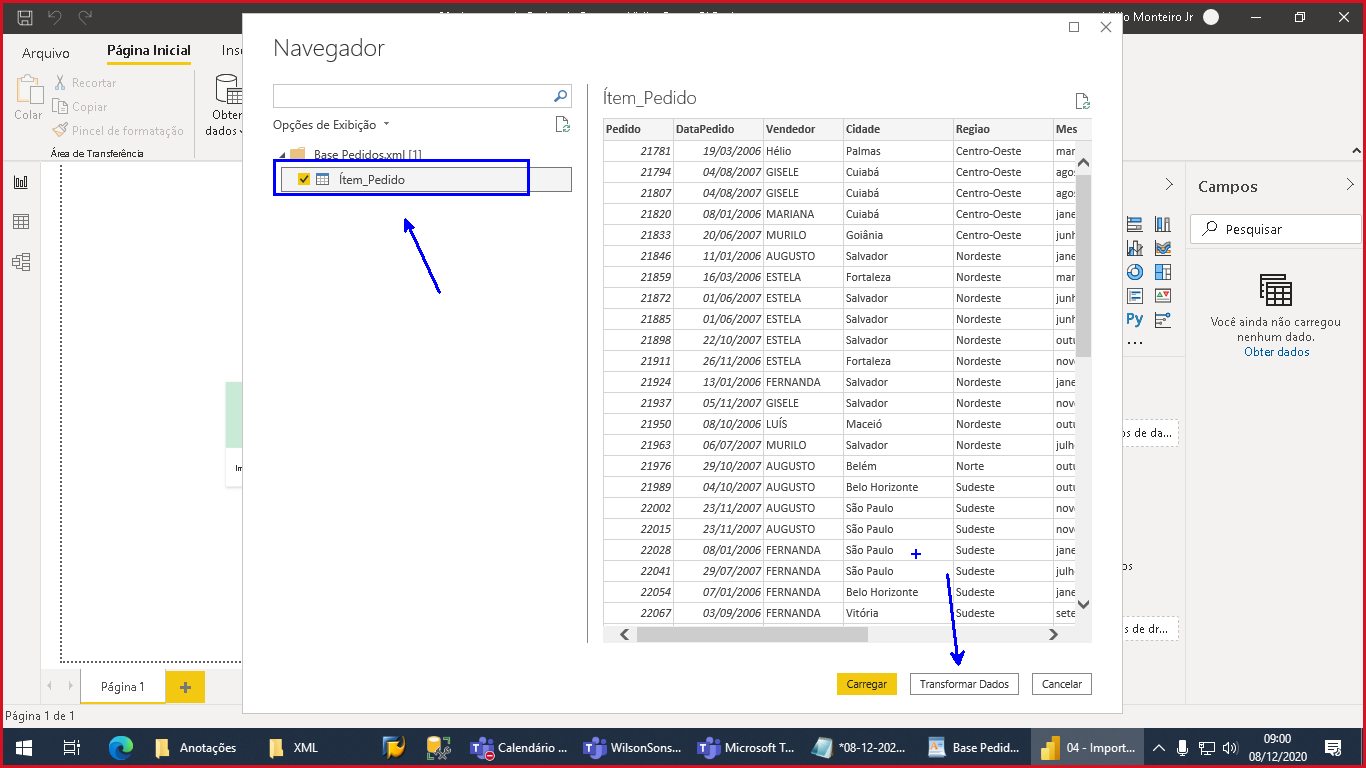 Monteiro Jr
Arquivo
Página Inicial
Colar
Recortar
Copiar
Pincel de formatação
Área de Transferência
Obter
dados
Navegador
Opções de Exibição
Base Pedidos.xml [1]
Ítem_Pedido
Ítem_Pedido
Pedido DataPedido Vendedor Cidade Regiao Mes
21781 19/03/2006 Hélio Palmas Centro-Oeste
21794 04/08/2007 GISELE Cuiabá Centro-Oeste
21807 04/08/2007 GISELE Cuiabá Centro-Oeste
21820 08/01/2006 MARIANA Cuiabá Centro-Oeste jane
21833 20/06/2007 MURILO Goiânia Centro-Oeste junh
21846 11/01/2006 AUGUSTO Salvador Nordeste jane
21859 16/03/2006 ESTELA Fortaleza Nordeste
21872 01/06/2007 ESTELA Salvador Nordeste junh
21885 01/06/2007 ESTELA Salvador Nordeste junh
21898 22/10/2007 ESTELA Salvador Nordeste outu
21911 26/11/2006 ESTELA Fortaleza Nordeste nove
21924 13/01/2006 FERNANDA Salvador Nordeste jane
21937 05/11/2007 GISELE Salvador Nordeste nove
21950 08/10/2006 LUÍS Maceió Nordeste outu
21963 06/07/2007 MURILO Salvador Nordeste julh
21976 29/10/2007 AUGUSTO Belém Norte outu
21989 04/10/2007 AUGUSTO Belo Horizonte Sudeste outu
22002 23/11/2007 AUGUSTO São Paulo Sudeste nove
22015 23/11/2007 AUGUSTO São Paulo Sudeste nove
22028 08/01/2006 FERNANDA São Paulo Sudeste jane
22041 29/07/2007 FERNANDA São Paulo Sudeste julh
22054 07/01/2006 FERNANDA Belo Horizonte Sudeste jane
22067 03/09/2006 FERNANDA Vitória Sudeste sete
Carregar
Transformar Dados
Cancelar
Py
os de da...
os
s de dr...
Campos
Pesquisar
Você ainda não carregou
nenhum dado.
Obter dados
Página 1
Página 1 de 1
Anotações
XML
Calendário ...
WilsonSons...
Microsoft T...
*08-12-202...
Base Pedid...
04 - Import...
09:00
08/12/2020